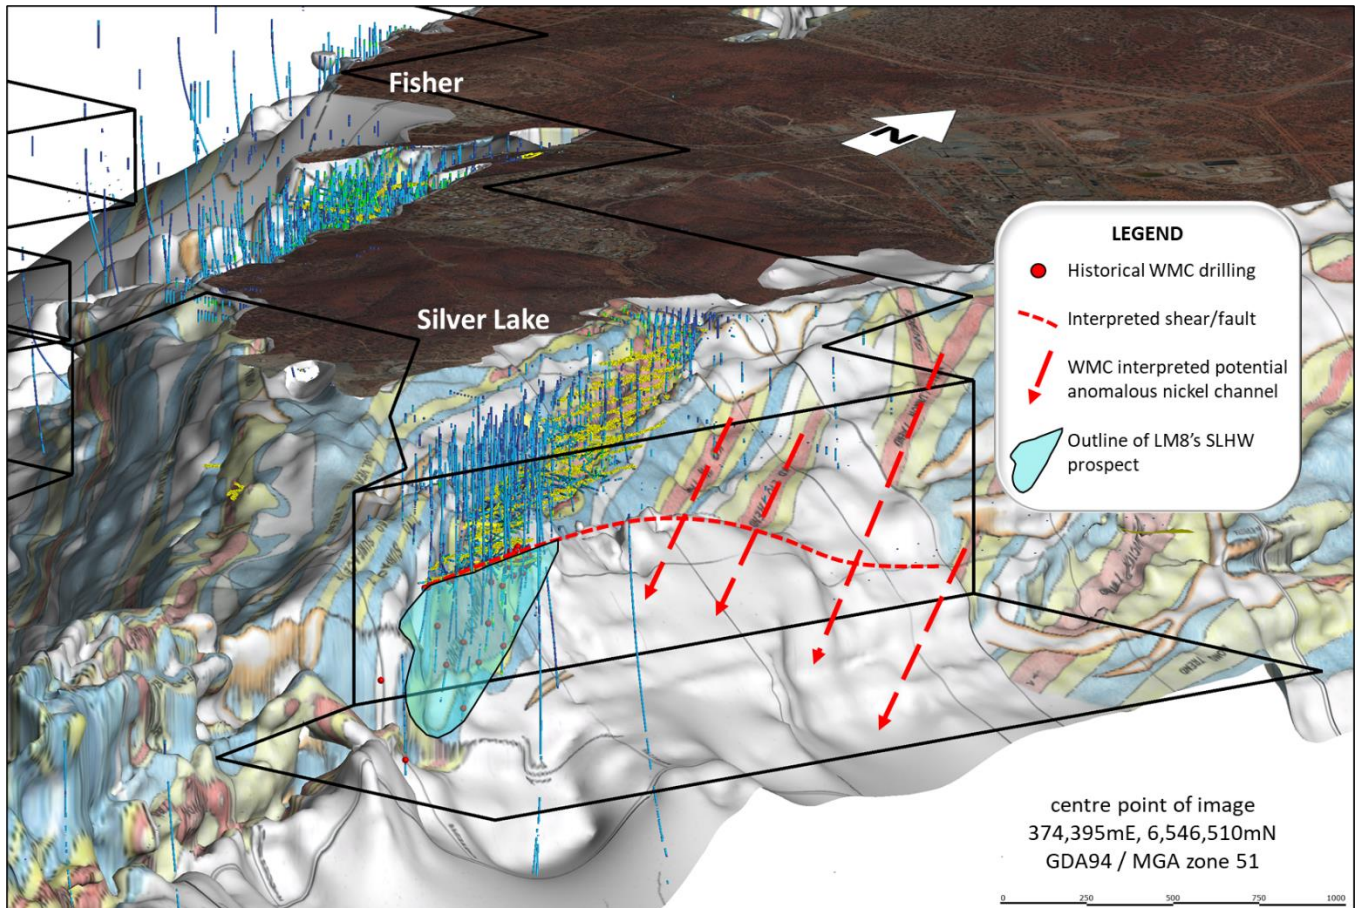 Fisher
N
Silver Lake
LEGEND
Historical WMC drilling
Interpreted shear/fault
WMC interpreted potential
anomalous nickel channel
Outline of LM8's SLHW
prospect
centre point of image
374,395mE, 6,546,510mN
GDA94 / MGA zone 51
0 250 500 750 1000